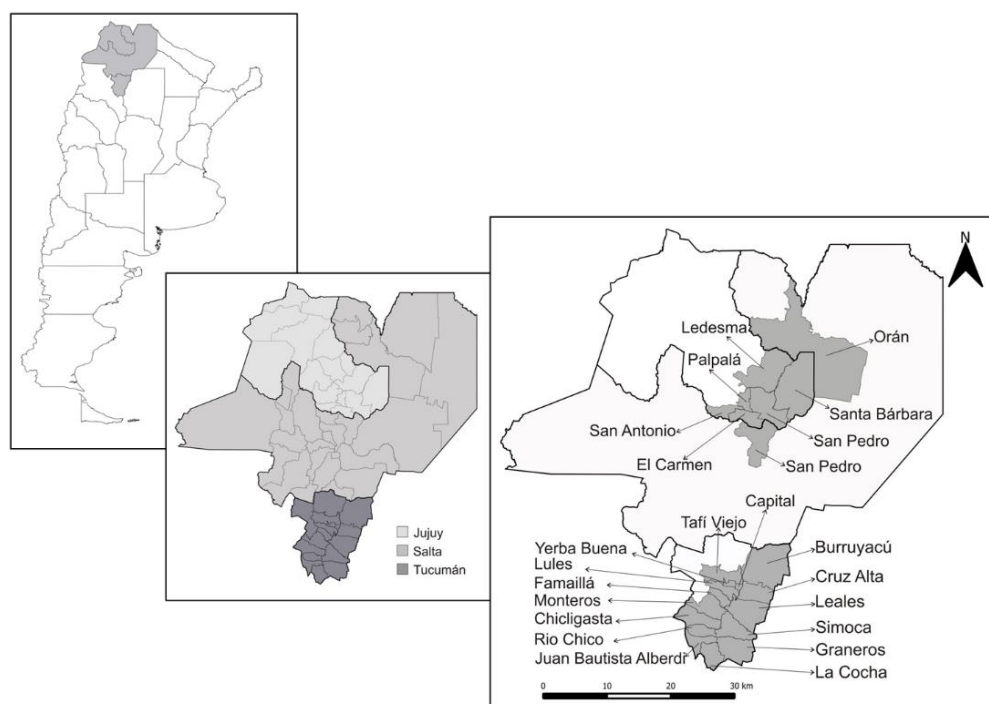 Jujuy
Salta
Tucumán
N
Ledesma
Orán
Palpalá
Santa Bárbara
San Antonio
San Pedro
El Carmen
San Pedro
Capital
Tafí Viejo
Yerba Buena
Burruyacú
Lules
Cruz Alta
Famaillá
Monteros
Leales
Chicligasta
Simoca
Rio Chico
Graneros
Juan Bautista Alberdi
La Cocha
0 10 20 30 km